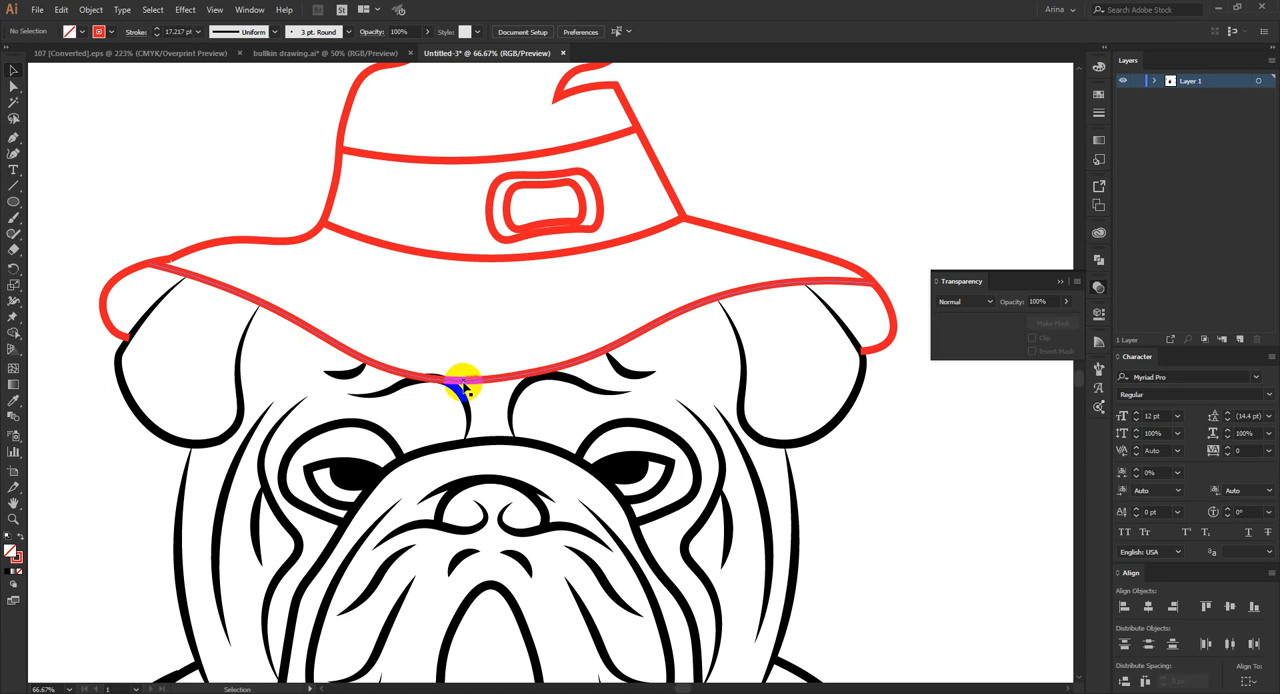 Ai File Edit Object Type Select Effect View Window Help Br St Arina Search Adobe Stock
No Selection Stroke: 17.217 pt Uniform 3 pt. Round Opacity: 100% Style: Document Setup Preferences
107 [Converted].eps @ 223% (CMYK/Overprint Preview) × bullkin drawing.ai* @ 50% (RGB/Preview) × Untitled-3* @ 66.67% (RGB/Preview) ×
Layers
Layer 1
Transparency
Normal Opacity: 100%
Make Mask
Clip
Invert Mask
1 Layer
Character
Myriad Pro
Regular
12 pt (14.4 pt)
100% 100%
Auto 0
0%
Auto Auto
0 pt 0°
English: USA
Align
Align Objects:
Distribute Objects:
Distribute Spacing: Align To:
66.67% 1 Selection